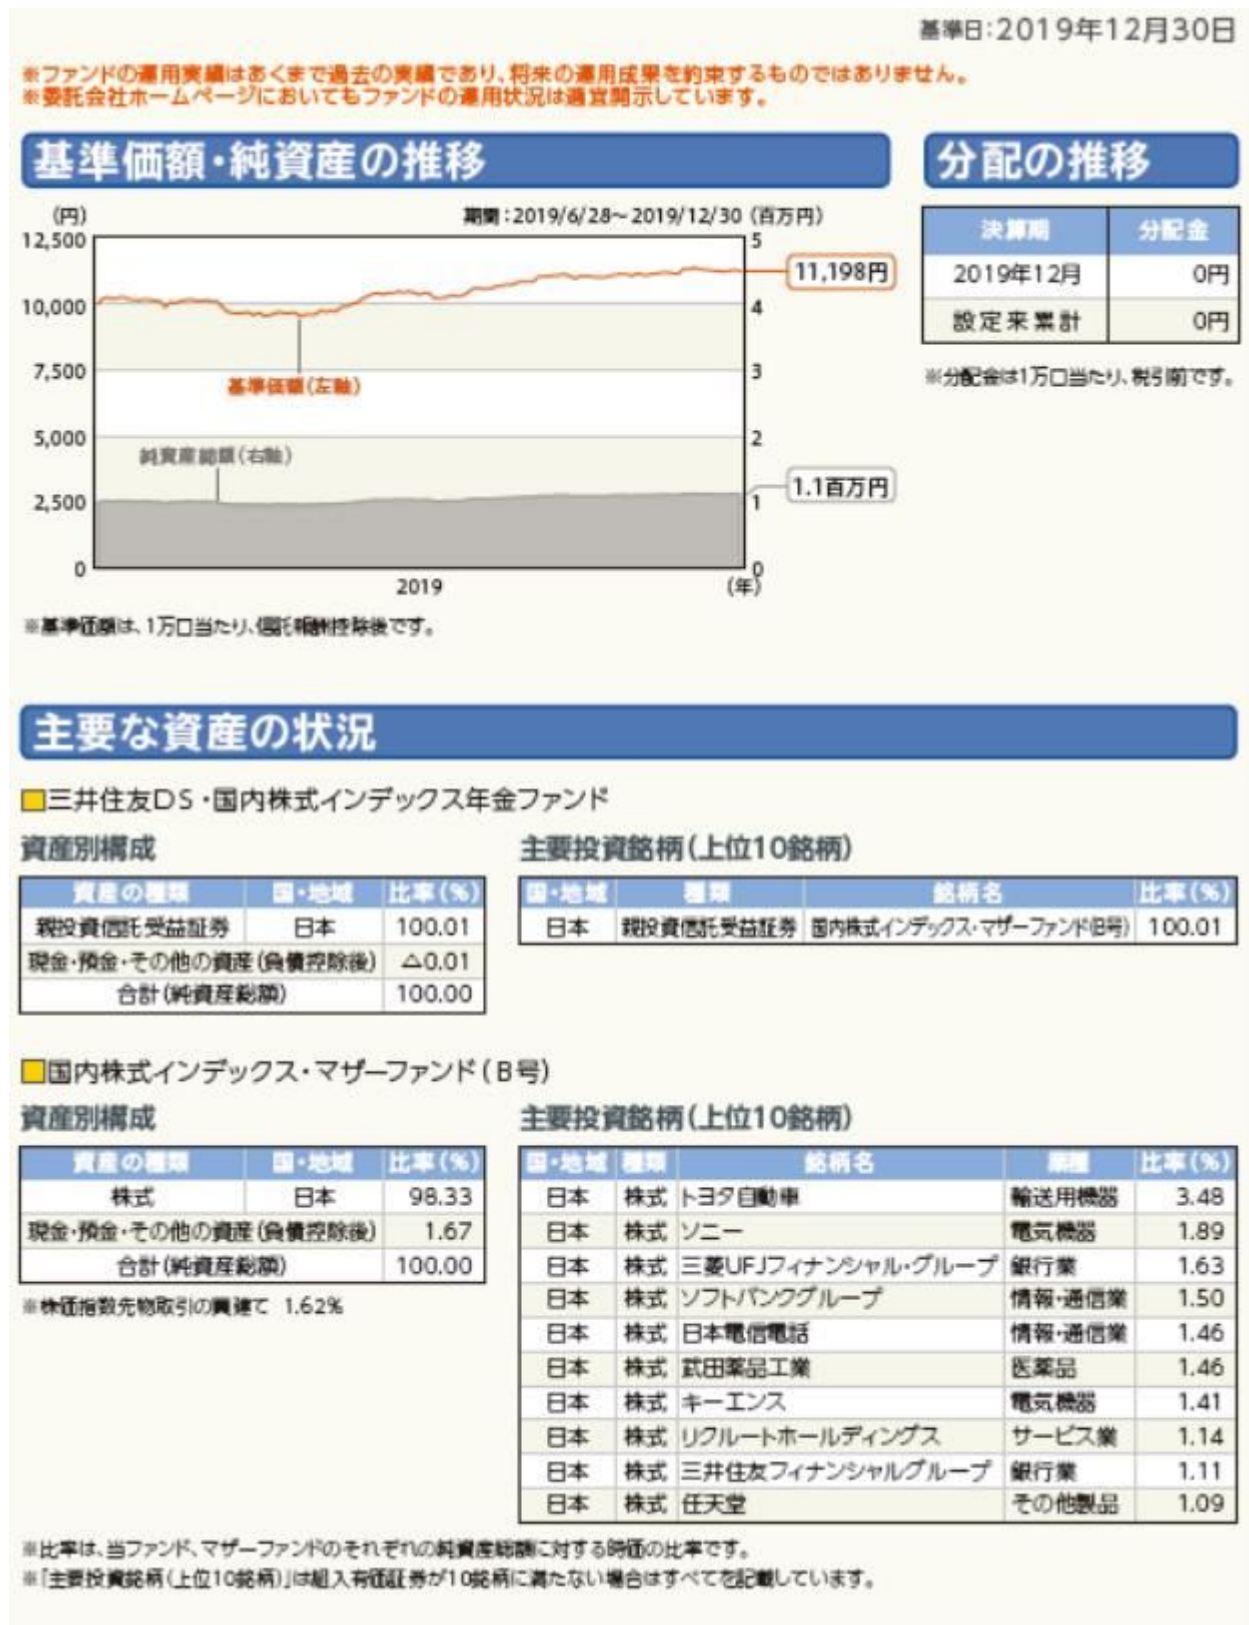 基準日:2019年12月30日
※ファンドの運用実績はあくまで過去の実績であり、将来の運用成果を約束するものではありません。
※委託会社ホームページにおいてもファンドの運用状況は適宜開示しています。
基準価額・純資産の推移
分配の推移
(円) 期間:2019/6/28～2019/12/30 (百万円)
12,500 5
10,000 4
7,500 3
5,000 2
2,500 1
0 0
11,198円
基準価額(左軸)
純資産総額(右軸)
1.1百万円
2019 (年)
※基準価額は、1万口当たり、信託報酬控除後です。
決算期 分配金
2019年12月 0円
設定来累計 0円
※分配金は1万口当たり、税引前です。
主要な資産の状況
■三井住友DS・国内株式インデックス年金ファンド
資産別構成
資産の種類 国・地域 比率(%)
親投資信託受益証券 日本 100.01
現金・預金・その他の資産(負債控除後) △0.01
合計(純資産総額) 100.00
主要投資銘柄(上位10銘柄)
国・地域 種類 銘柄名 比率(%)
日本 親投資信託受益証券 国内株式インデックス・マザーファンド(B号) 100.01
■国内株式インデックス・マザーファンド(B号)
資産別構成
資産の種類 国・地域 比率(%)
株式 日本 98.33
現金・預金・その他の資産(負債控除後) 1.67
合計(純資産総額) 100.00
※株価指数先物取引の買建て 1.62%
主要投資銘柄(上位10銘柄)
国・地域 種類 銘柄名 業種 比率(%)
日本 株式 トヨタ自動車 輸送用機器 3.48
日本 株式 ソニー 電気機器 1.89
日本 株式 三菱UFJフィナンシャル・グループ 銀行業 1.63
日本 株式 ソフトバンクグループ 情報・通信業 1.50
日本 株式 日本電信電話 情報・通信業 1.46
日本 株式 武田薬品工業 医薬品 1.46
日本 株式 キーエンス 電気機器 1.41
日本 株式 リクルートホールディングス サービス業 1.14
日本 株式 三井住友フィナンシャルグループ 銀行業 1.11
日本 株式 任天堂 その他製品 1.09
※比率は、当ファンド、マザーファンドのそれぞれの純資産総額に対する時価の比率です。
※「主要投資銘柄(上位10銘柄)」は組入有価証券が10銘柄に満たない場合はすべてを記載しています。